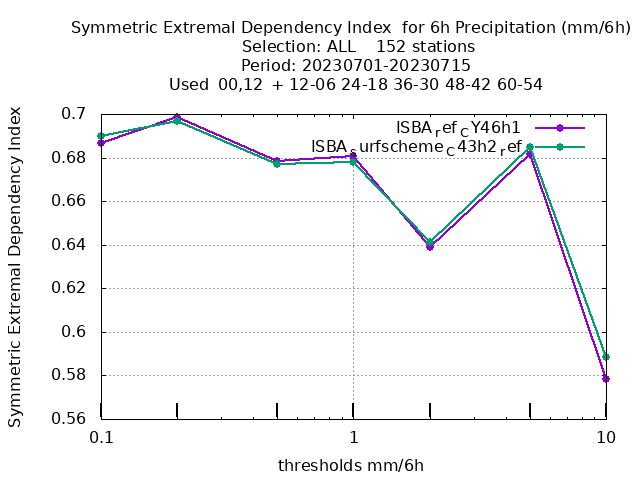 Symmetric Extremal Dependency Index  for 6h Precipitation (mm/6h)
Selection: ALL    152 stations
Period: 20230701-20230715
Used  00,12  + 12-06 24-18 36-30 48-42 60-54
Symmetric Extremal Dependency Index
0.7
0.68
0.66
0.64
0.62
0.6
0.58
0.56
ISBA_ref_CY46h1
ISBA_surfscheme_C43h2_ref
0.1
1
10
thresholds mm/6h